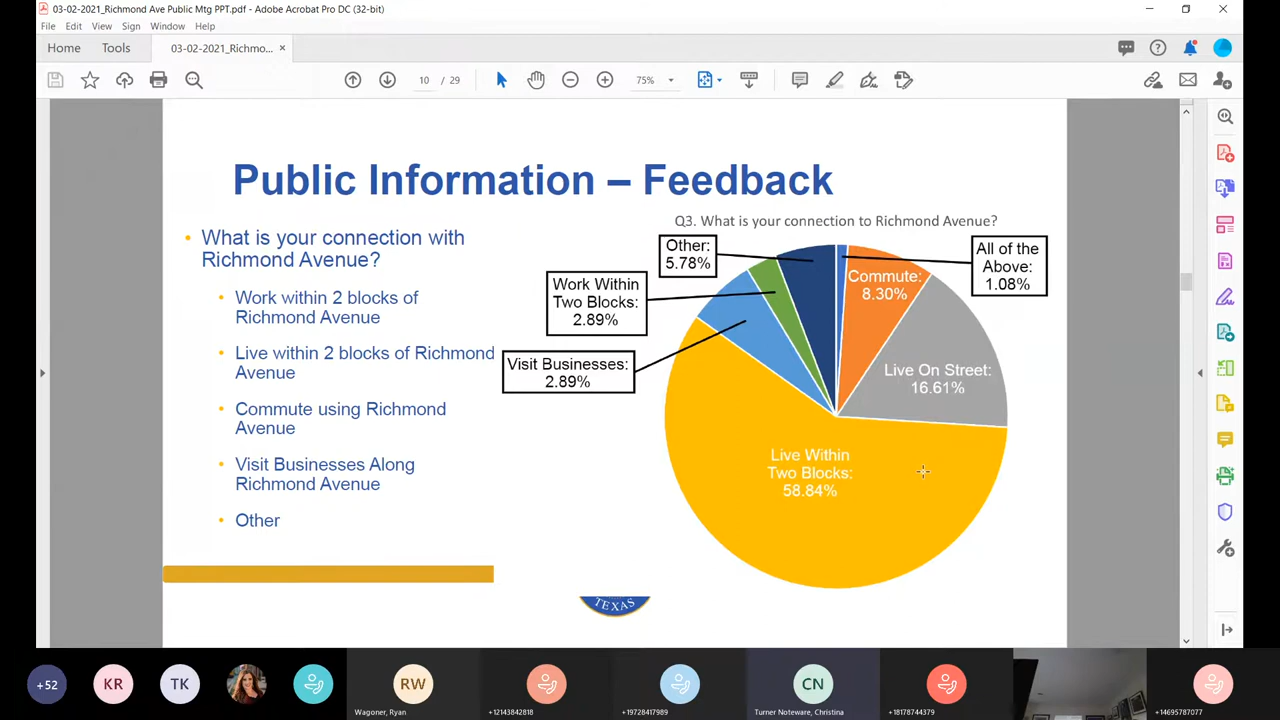 03-02-2021_Richmond Ave Public Mtg PPT.pdf - Adobe Acrobat Pro DC (32-bit)
File Edit View Sign Window Help
Home Tools 03-02-2021_Richmo... ×
10 / 29 75%
Public Information – Feedback
• What is your connection with
Richmond Avenue?
• Work within 2 blocks of
Richmond Avenue
• Live within 2 blocks of Richmond
Avenue
• Commute using Richmond
Avenue
• Visit Businesses Along
Richmond Avenue
• Other
Q3. What is your connection to Richmond Avenue?
Other:
5.78%
All of the
Above:
1.08%
Commute:
8.30%
Work Within
Two Blocks:
2.89%
Visit Businesses:
2.89%
Live On Street:
16.61%
Live Within
Two Blocks:
58.84%
TEXAS
+52 KR TK RW CN
Wagoner, Ryan +12143842818 +19728417989 Turner Noteware, Christina +18178744379 +14695787077